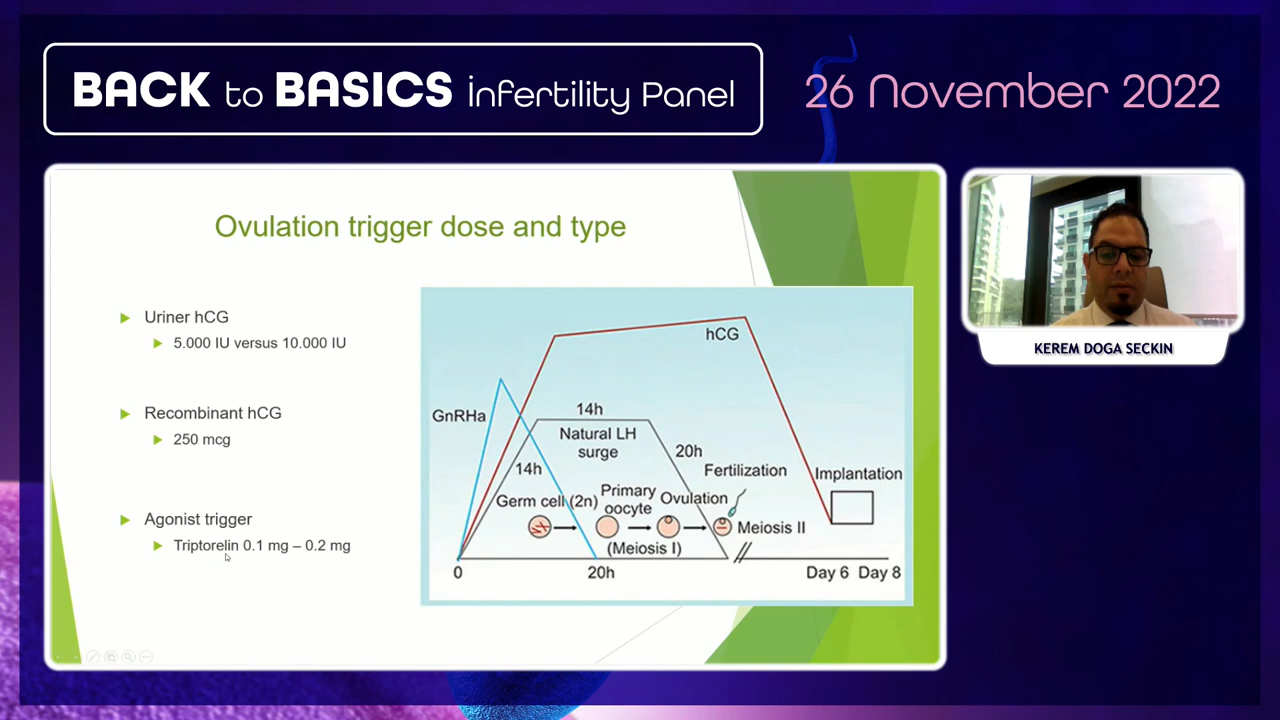 BACK to BASICS infertility Panel
26 November 2022
Ovulation trigger dose and type
Uriner hCG
5.000 IU versus 10.000 IU
Recombinant hCG
250 mcg
Agonist trigger
Triptorelin 0.1 mg – 0.2 mg
hCG
GnRHa
14h
Natural LH
surge
20h
14h
Fertilization
Implantation
Germ cell (2n)
Primary
oocyte
Ovulation
Meiosis II
(Meiosis I)
0
20h
Day 6
Day 8
KEREM DOGA SECKIN